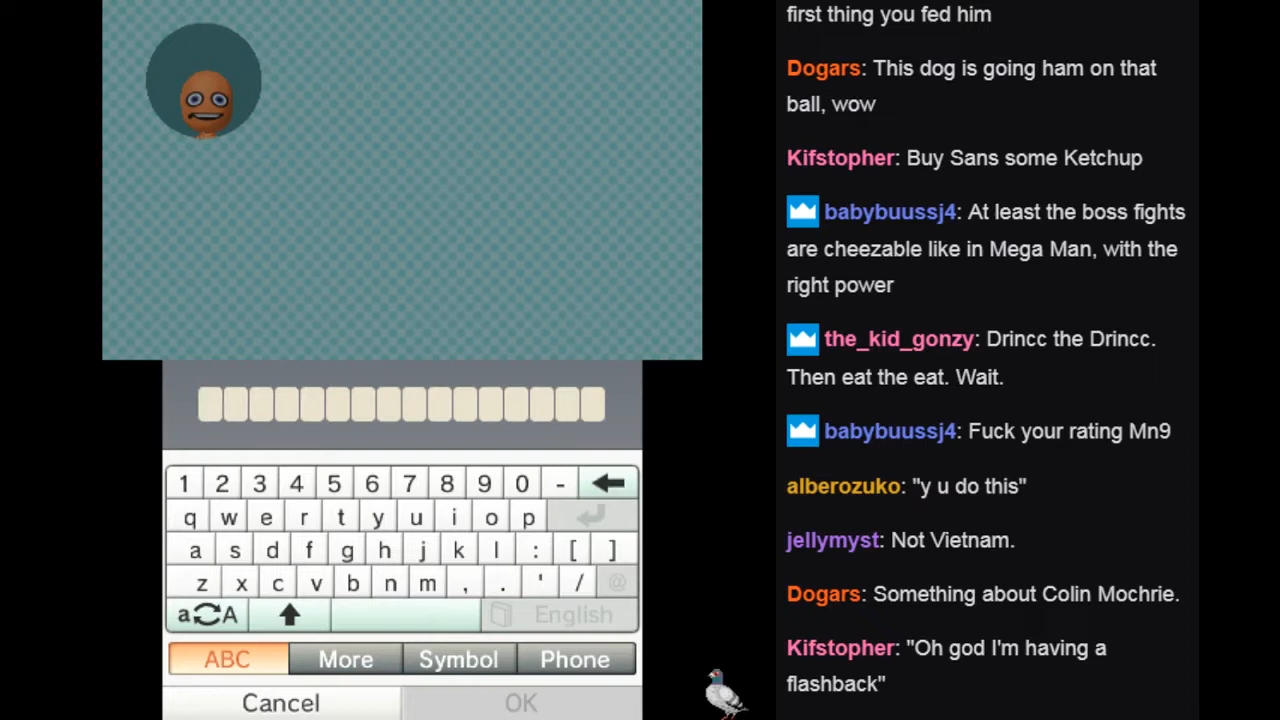 first thing you fed him
Dogars: This dog is going ham on that
ball, wow
Kifstopher: Buy Sans some Ketchup
babybuussj4: At least the boss fights
are cheezable like in Mega Man, with the
right power
the_kid_gonzy: Drincc the Drincc.
Then eat the eat. Wait.
babybuussj4: Fuck your rating Mn9
alberozuko: "y u do this"
jellymyst: Not Vietnam.
Dogars: Something about Colin Mochrie.
Kifstopher: "Oh god I'm having a
flashback"
1 2 3 4 5 6 7 8 9 0 -
q w e r t y u i o p
a s d f g h j k l : [ ]
z x c v b n m , . ' / @
a A English
ABC More Symbol Phone
Cancel OK